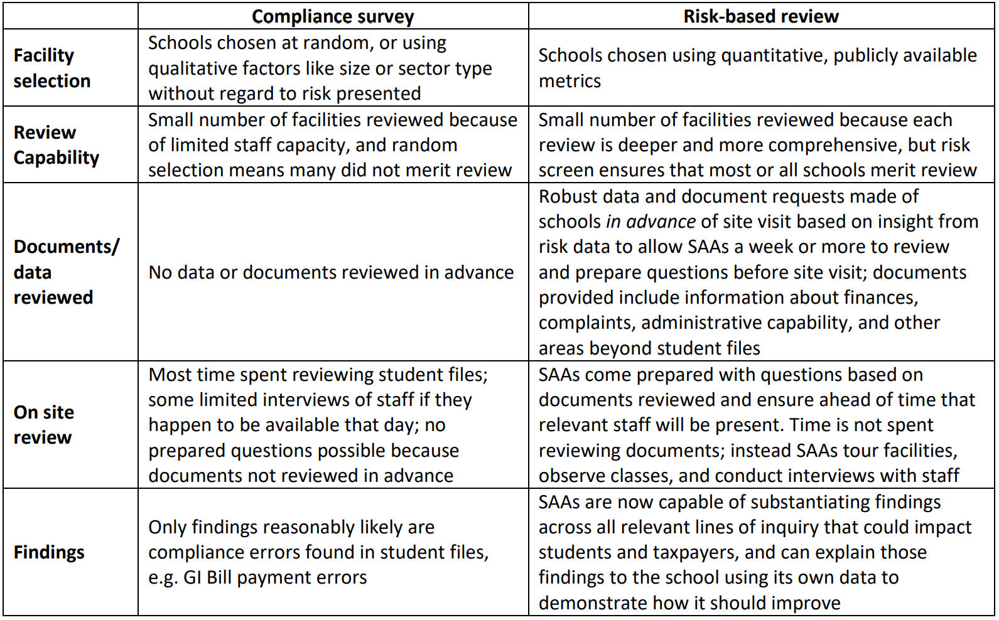 Compliance survey
Risk-based review
Facility
selection
Schools chosen at random, or using
qualitative factors like size or sector type
without regard to risk presented
Schools chosen using quantitative, publicly available
metrics
Review
Capability
Small number of facilities reviewed because
of limited staff capacity, and random
selection means many did not merit review
Small number of facilities reviewed because each
review is deeper and more comprehensive, but risk
screen ensures that most or all schools merit review
Documents/
data
reviewed
No data or documents reviewed in advance
Robust data and document requests made of
schools in advance of site visit based on insight from
risk data to allow SAAs a week or more to review
and prepare questions before site visit; documents
provided include information about finances,
complaints, administrative capability, and other
areas beyond student files
On site
review
Most time spent reviewing student files;
some limited interviews of staff if they
happen to be available that day; no
prepared questions possible because
documents not reviewed in advance
SAAs come prepared with questions based on
documents reviewed and ensure ahead of time that
relevant staff will be present. Time is not spent
reviewing documents; instead SAAs tour facilities,
observe classes, and conduct interviews with staff
Findings
Only findings reasonably likely are
compliance errors found in student files,
e.g. GI Bill payment errors
SAAs are now capable of substantiating findings
across all relevant lines of inquiry that could impact
students and taxpayers, and can explain those
findings to the school using its own data to
demonstrate how it should improve